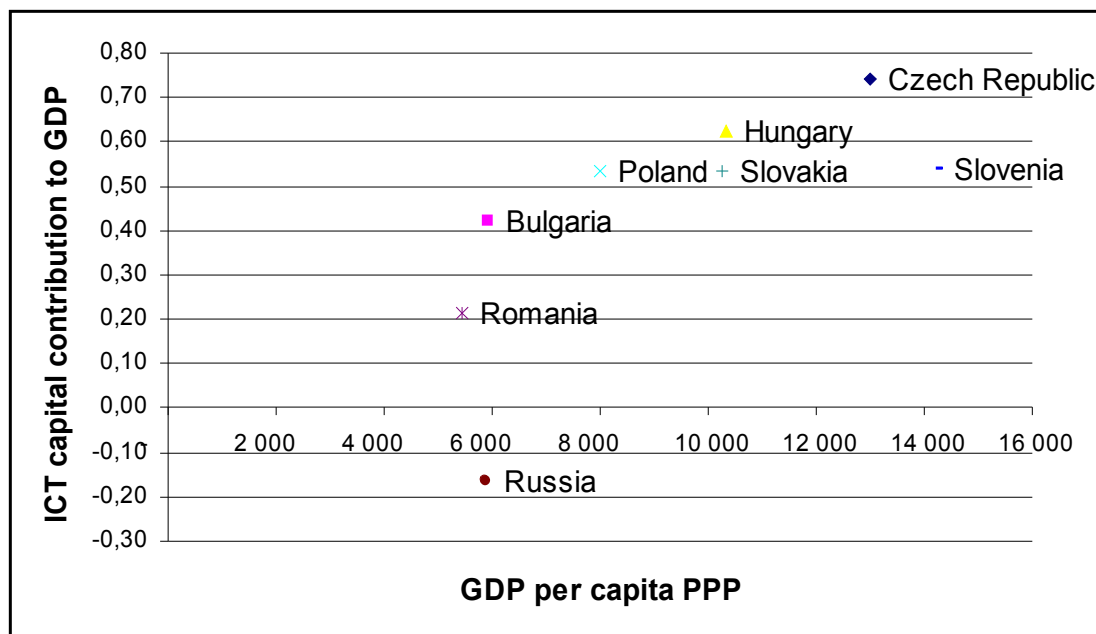 ICT capital contribution to GDP
0,80
0,70
0,60
0,50
0,40
0,30
0,20
0,10
0,00
-0,10
-0,20
-0,30
Czech Republic
Hungary
Poland
Slovakia
Slovenia
Bulgaria
Romania
- 2 000 4 000 6 000 8 000 10 000 12 000 14 000 16 000
Russia
GDP per capita PPP